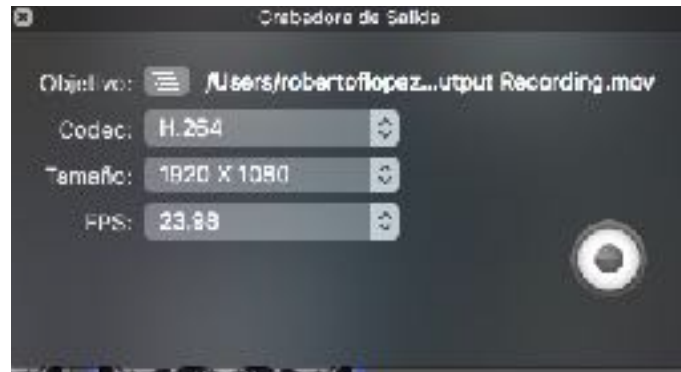 Grabadora de Salida
Objetivo: /Users/robertoflopez...utput Recording.mov
Codec: H.264
Tamaño: 1920 X 1080
FPS: 23.98